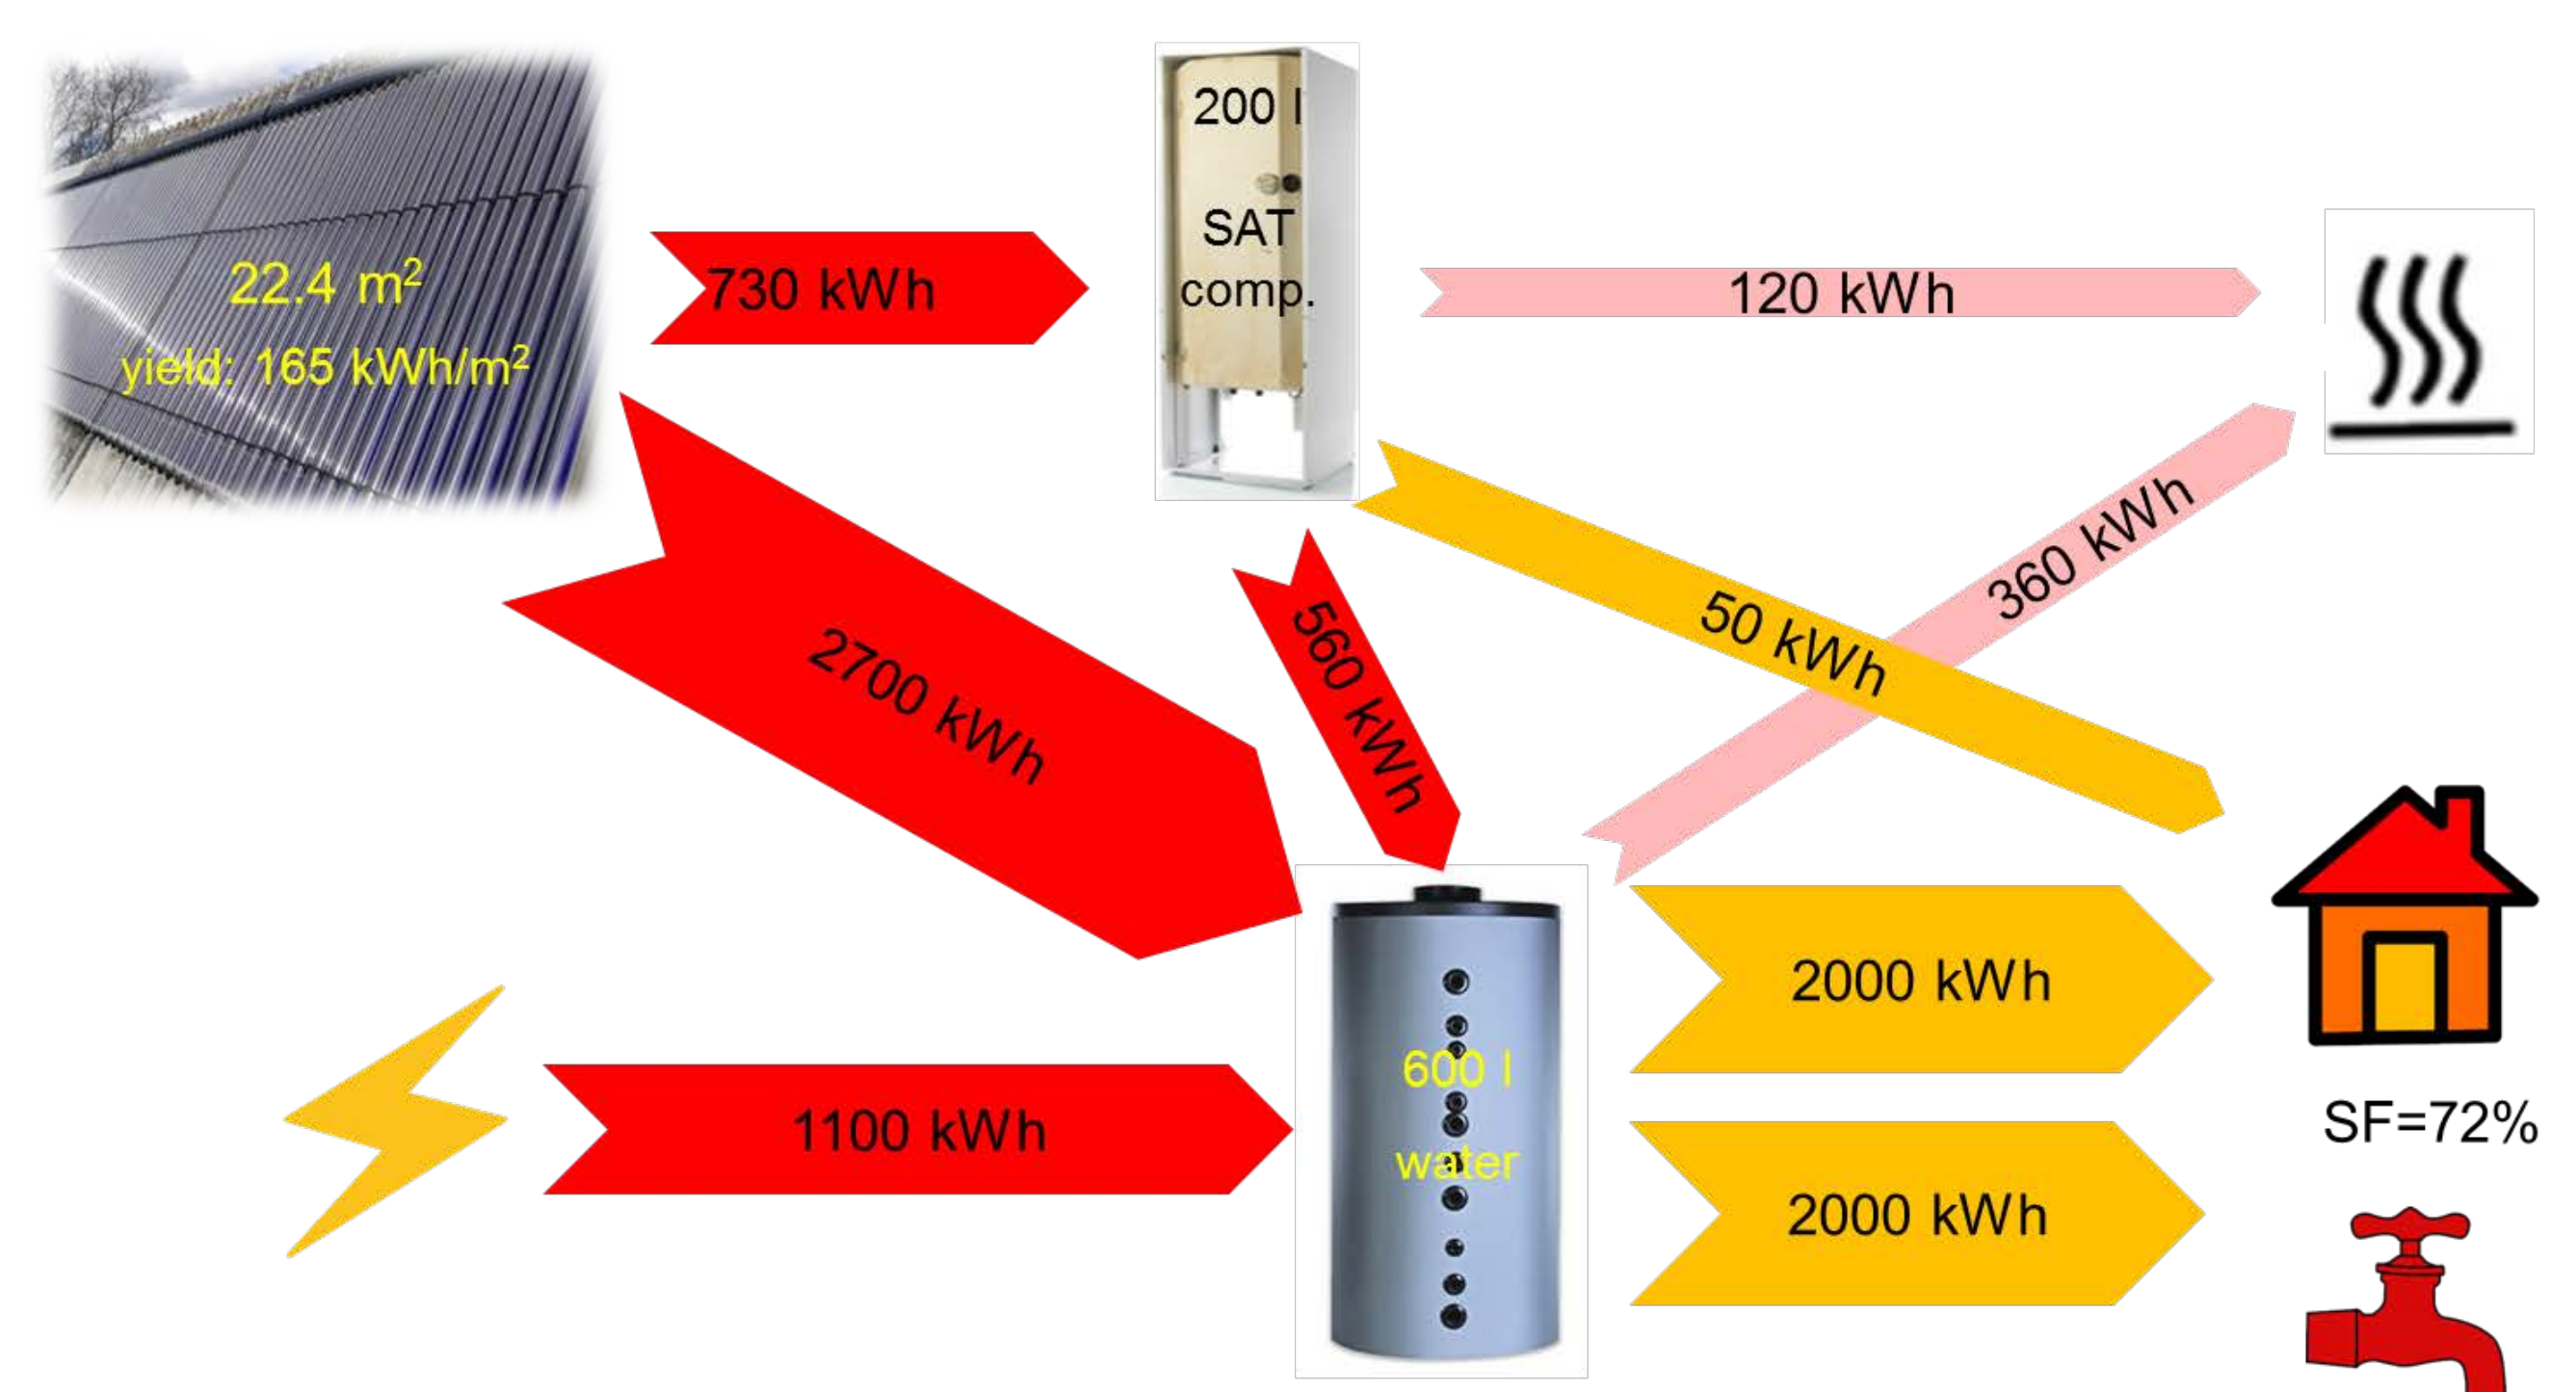 22.4 m²
yield: 165 kWh/m²
730 kWh
200 l
SAT
comp.
120 kWh
2700 kWh
560 kWh
50 kWh
360 kWh
1100 kWh
600 l
water
2000 kWh
2000 kWh
SF=72%